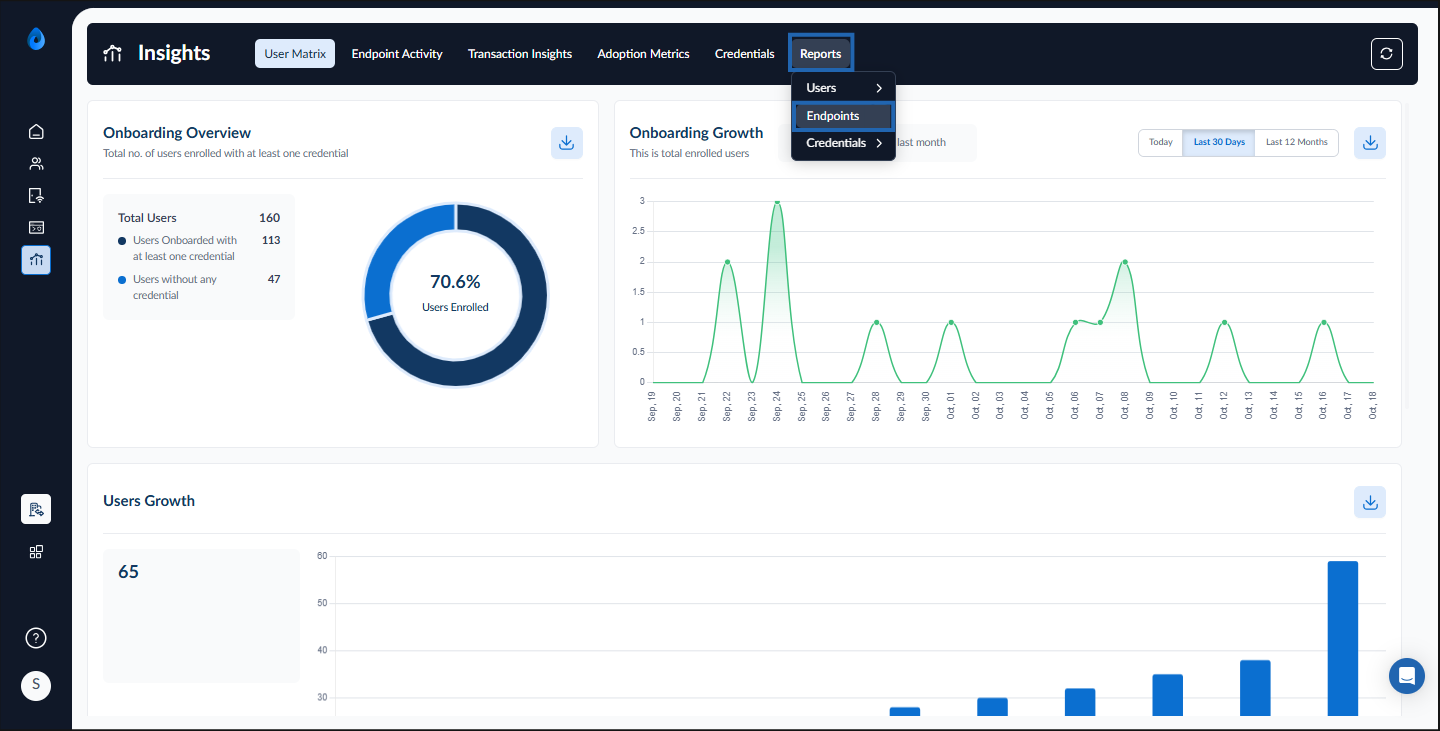 Insights
User Matrix
Endpoint Activity
Transaction Insights
Adoption Metrics
Credentials
Reports
Users
Endpoints
Credentials
Onboarding Overview
Total no. of users enrolled with at least one credential
Total Users 160
Users Onboarded with 113
at least one credential
Users without any 47
credential
70.6%
Users Enrolled
Onboarding Growth
This is total enrolled users
last month
Today
Last 30 Days
Last 12 Months
3
2.5
2
1.5
1
0.5
0
Sep, 19
Sep, 20
Sep, 21
Sep, 22
Sep, 23
Sep, 24
Sep, 25
Sep, 26
Sep, 27
Sep, 28
Sep, 29
Sep, 30
Oct, 01
Oct, 02
Oct, 03
Oct, 04
Oct, 05
Oct, 06
Oct, 07
Oct, 08
Oct, 09
Oct, 10
Oct, 11
Oct, 12
Oct, 13
Oct, 14
Oct, 15
Oct, 16
Oct, 17
Oct, 18
Users Growth
65
60
50
40
30
?
S